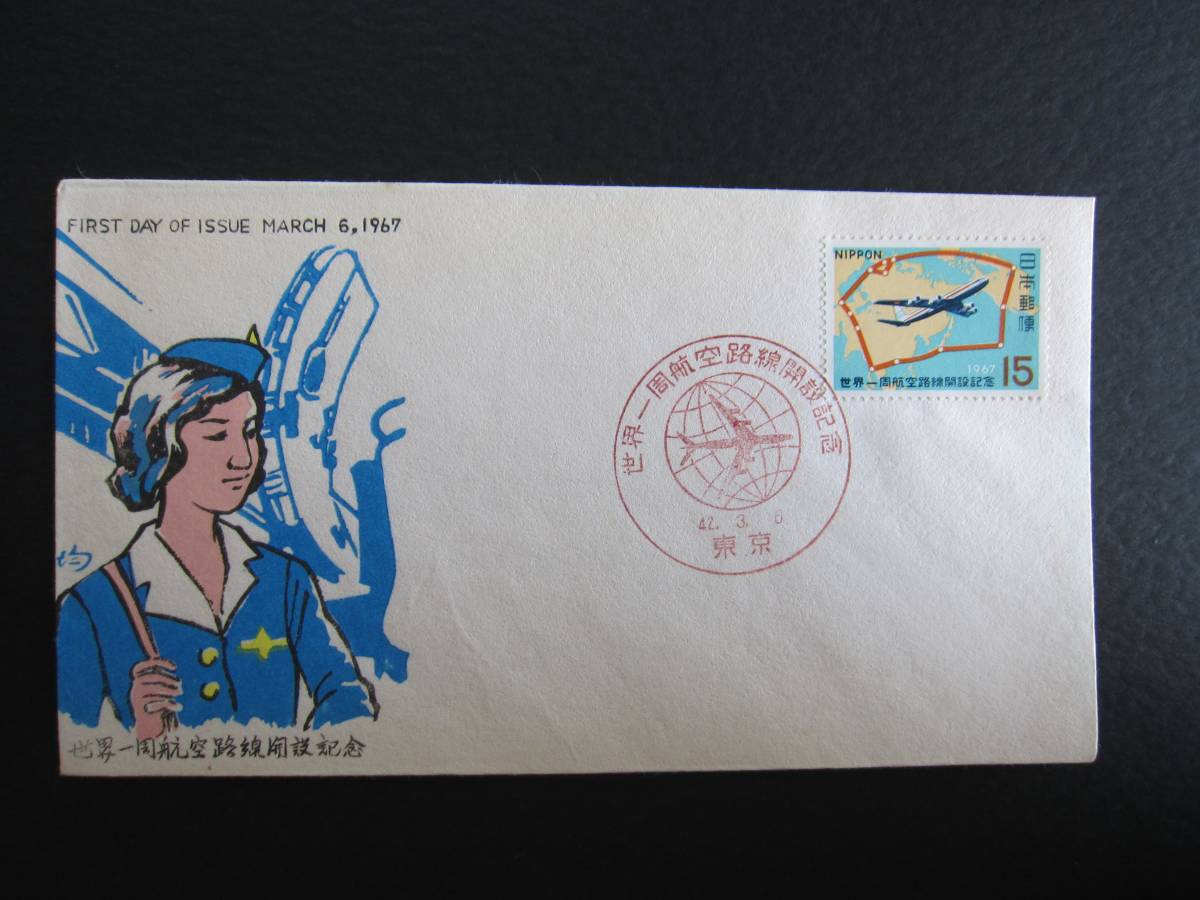 FIRST DAY OF ISSUE MARCH 6, 1967
NIPPON
日本郵便
1967
世界一周航空路線開設記念 15
世界一周航空路線開設記念
42. 3. 6
東京
均
世界一周航空路線開設記念